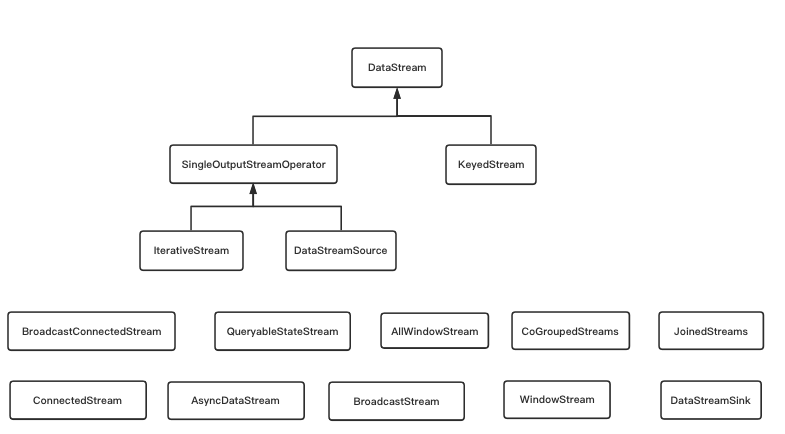 DataStream
SingleOutputStreamOperator
KeyedStream
IterativeStream
DataStreamSource
BroadcastConnectedStream
QueryableStateStream
AllWindowStream
CoGroupedStreams
JoinedStreams
ConnectedStream
AsyncDataStream
BroadcastStream
WindowStream
DataStreamSink